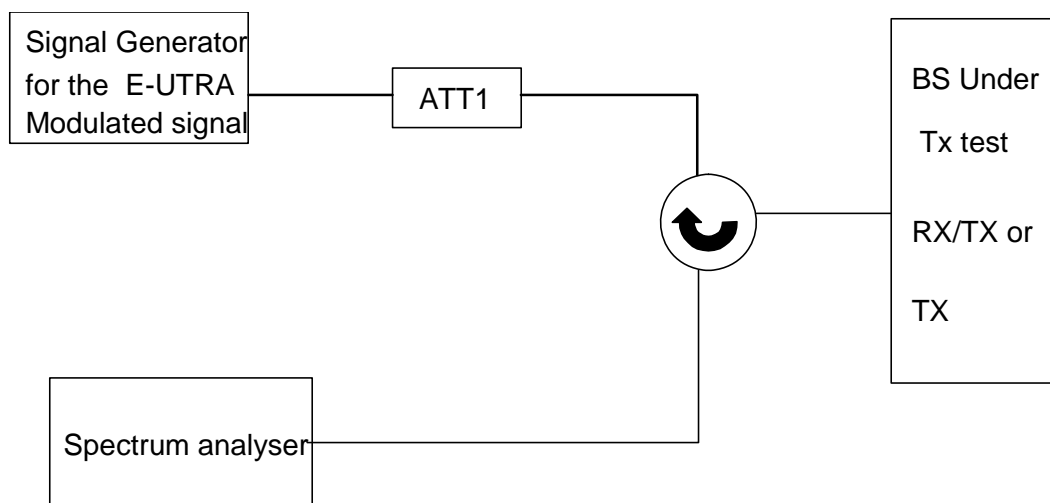 Signal Generator
for the E-UTRA
Modulated signal
ATT1
BS Under
Tx test
RX/TX or
TX
Spectrum analyser